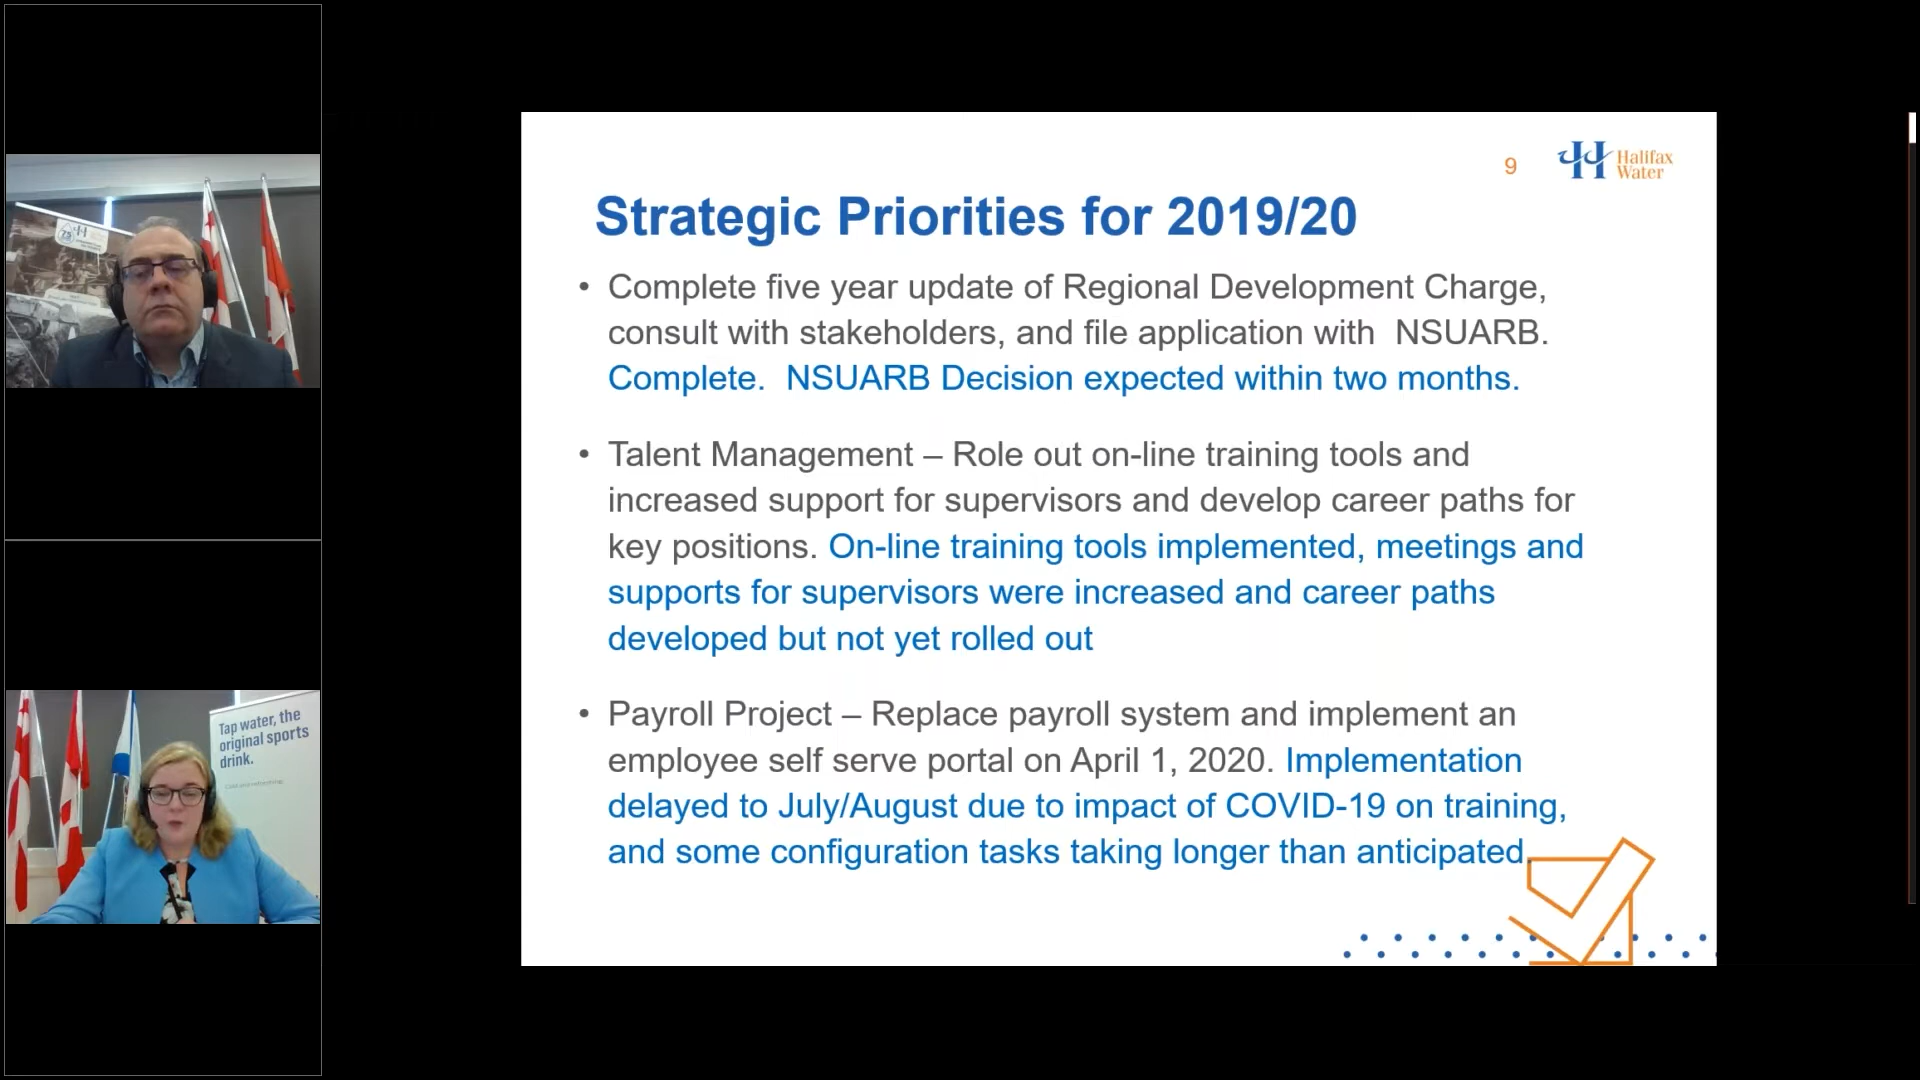 9
Halifax
Water
Strategic Priorities for 2019/20
• Complete five year update of Regional Development Charge,
consult with stakeholders, and file application with NSUARB.
Complete. NSUARB Decision expected within two months.
• Talent Management – Role out on-line training tools and
increased support for supervisors and develop career paths for
key positions. On-line training tools implemented, meetings and
supports for supervisors were increased and career paths
developed but not yet rolled out
• Payroll Project – Replace payroll system and implement an
employee self serve portal on April 1, 2020. Implementation
delayed to July/August due to impact of COVID-19 on training,
and some configuration tasks taking longer than anticipated.
75
Tap water, the
original sports
drink.